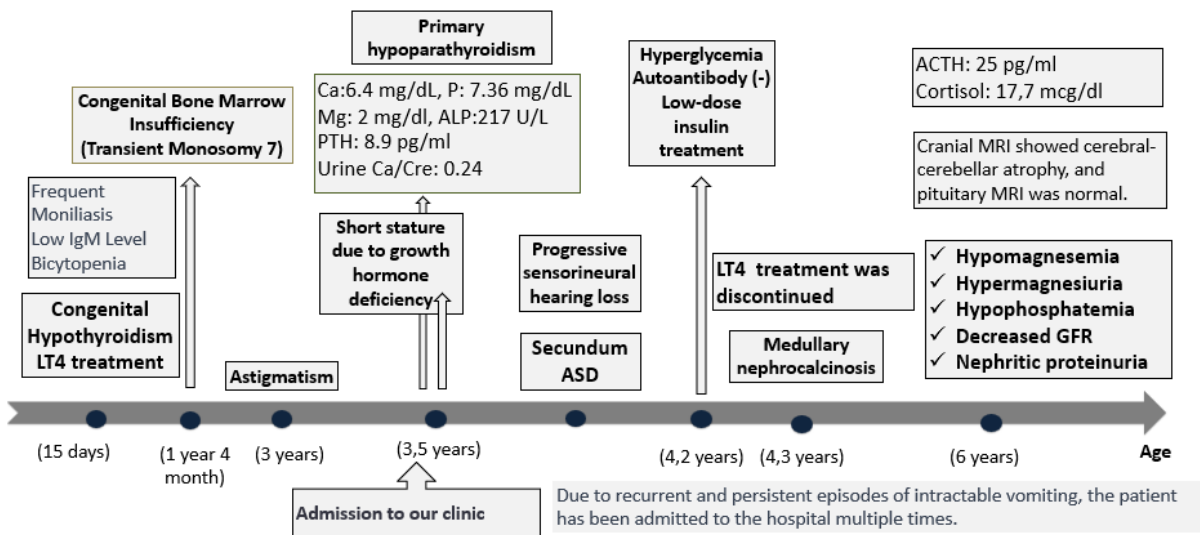 Primary
hypoparathyroidism
Ca:6.4 mg/dL, P: 7.36 mg/dL
Mg: 2 mg/dl, ALP:217 U/L
PTH: 8.9 pg/ml
Urine Ca/Cre: 0.24
Congenital Bone Marrow
Insufficiency
(Transient Monosomy 7)
Frequent
Moniliasis
Low IgM Level
Bicytopenia
Congenital
Hypothyroidism
LT4 treatment
Astigmatism
Short stature
due to growth
hormone
deficiency
Progressive
sensorineural
hearing loss
Secundum
ASD
Hyperglycemia
Autoantibody (-)
Low-dose
insulin
treatment
LT4 treatment was
discontinued
Medullary
nephrocalcinosis
ACTH: 25 pg/ml
Cortisol: 17,7 mcg/dl
Cranial MRI showed cerebral-
cerebellar atrophy, and
pituitary MRI was normal.
✓ Hypomagnesemia
✓ Hypermagnesiuria
✓ Hypophosphatemia
✓ Decreased GFR
✓ Nephritic proteinuria
(15 days)
(1 year 4
month)
(3 years)
(3,5 years)
(4,2 years)
(4,3 years)
(6 years)
Age
Admission to our clinic
Due to recurrent and persistent episodes of intractable vomiting, the patient
has been admitted to the hospital multiple times.